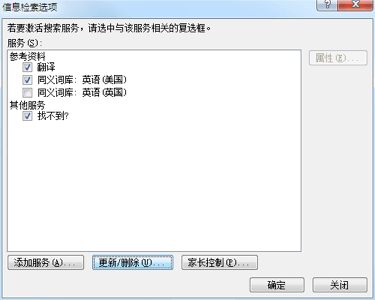 信息检索选项
若要激活搜索服务，请选中与该服务相关的复选框。
服务(S):
参考资料
翻译
同义词库: 英语(美国)
同义词库: 英语(英国)
其他服务
找不到?
属性(R)...
添加服务(A)...
更新/删除(U)...
家长控制(P)...
确定
关闭